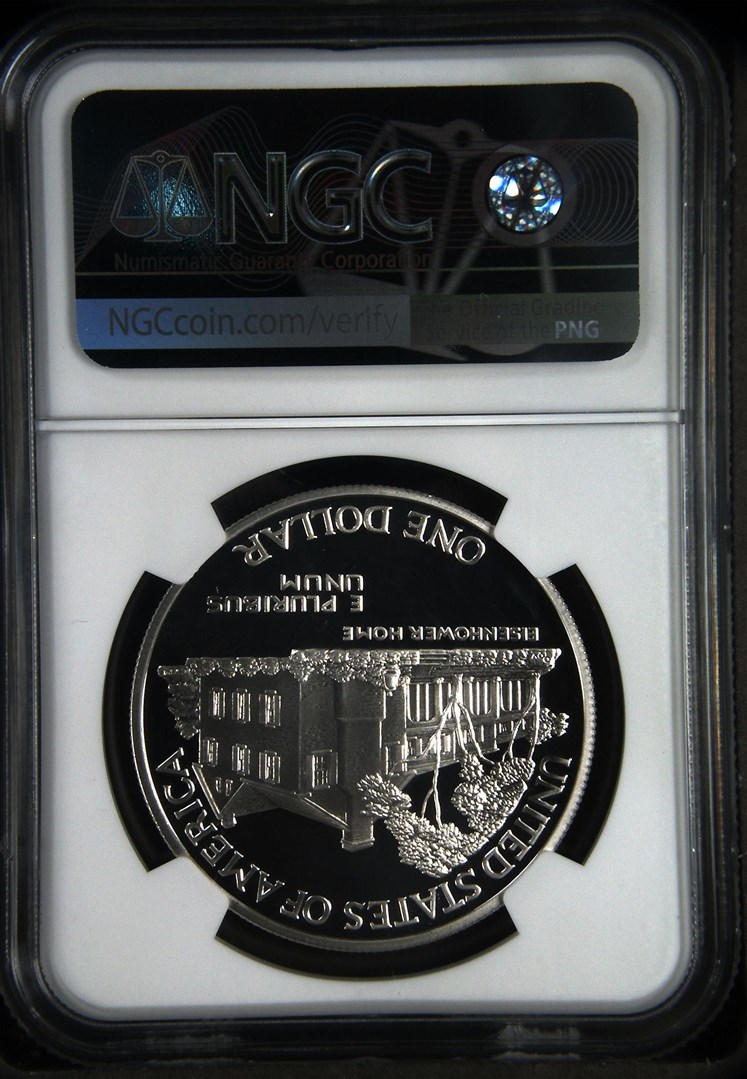 NGC
Numismatic Guaranty Corporation
NGCcoin.com/verify
The Official Grading
Service of the PNG
UNITED STATES OF AMERICA
EISENHOWER HOME
E PLURIBUS
UNUM
ONE DOLLAR